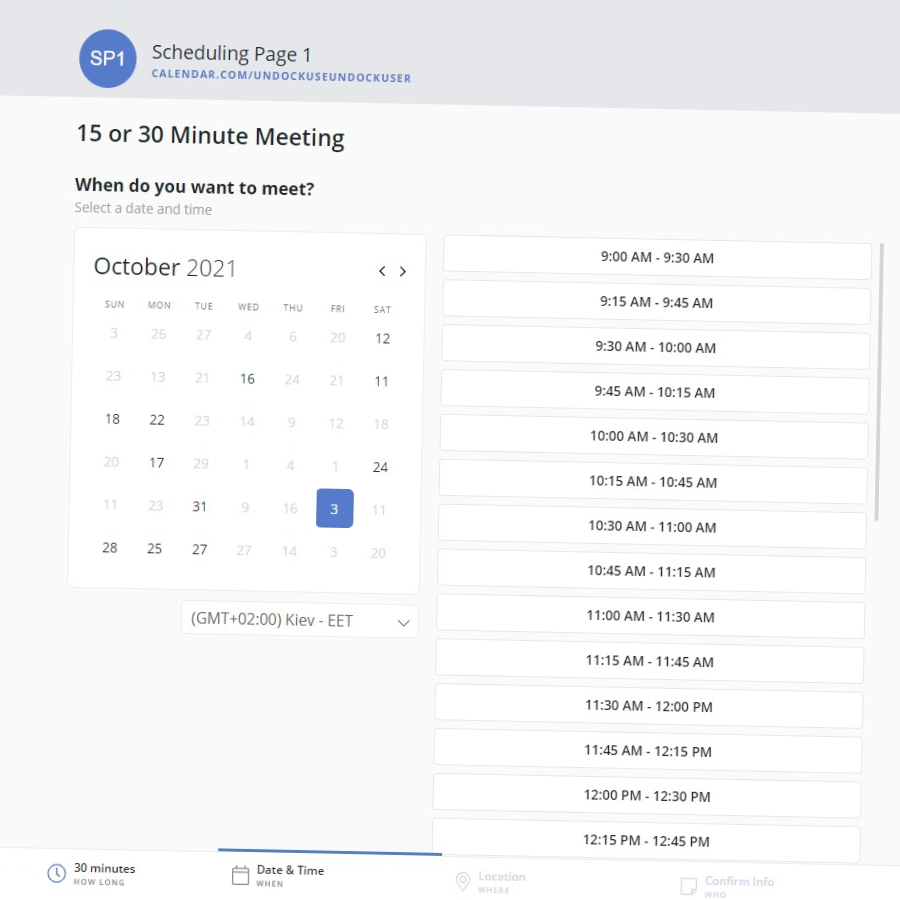 SP1
Scheduling Page 1
CALENDAR.COM/UNDOCKUSEUNDOCKUSER
15 or 30 Minute Meeting
When do you want to meet?
Select a date and time
October 2021
SUN MON TUE WED THU FRI SAT
3 26 27 4 6 20 12
23 13 21 16 24 21 11
18 22 23 14 9 12 18
20 17 29 1 4 1 24
11 23 31 9 16 3 11
28 25 27 27 14 3 20
(GMT+02:00) Kiev - EET
9:00 AM - 9:30 AM
9:15 AM - 9:45 AM
9:30 AM - 10:00 AM
9:45 AM - 10:15 AM
10:00 AM - 10:30 AM
10:15 AM - 10:45 AM
10:30 AM - 11:00 AM
10:45 AM - 11:15 AM
11:00 AM - 11:30 AM
11:15 AM - 11:45 AM
11:30 AM - 12:00 PM
11:45 AM - 12:15 PM
12:00 PM - 12:30 PM
12:15 PM - 12:45 PM
30 minutes
HOW LONG
Date & Time
WHEN
Location
WHERE
Confirm Info
WHO